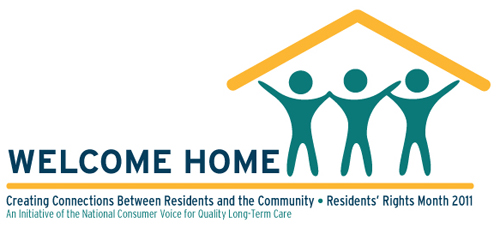 WELCOME HOME
Creating Connections Between Residents and the Community • Residents' Rights Month 2011
An Initiative of the National Consumer Voice for Quality Long-Term Care